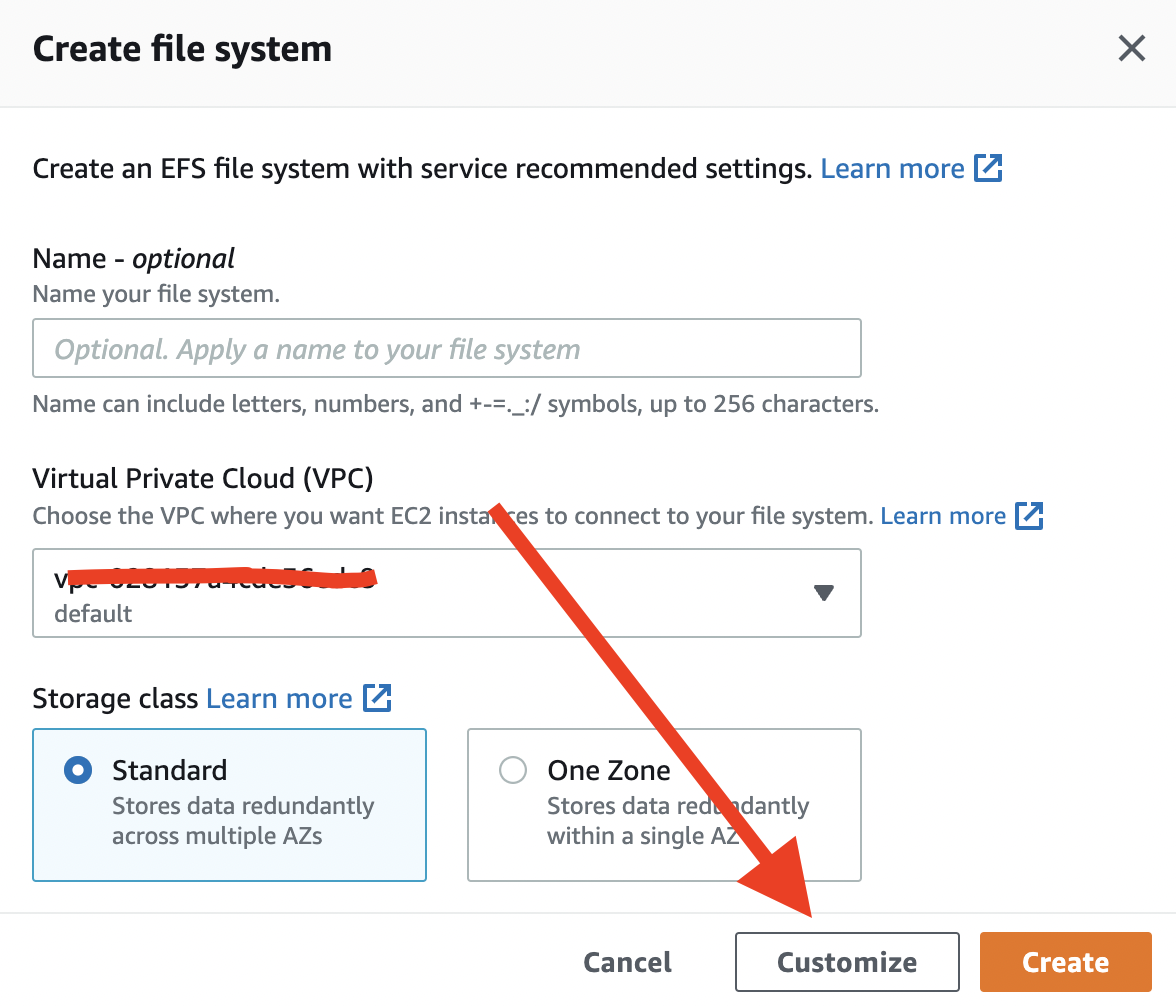 Create file system
Create an EFS file system with service recommended settings. Learn more
Name - optional
Name your file system.
Optional. Apply a name to your file system
Name can include letters, numbers, and +-=._:/ symbols, up to 256 characters.
Virtual Private Cloud (VPC)
Choose the VPC where you want EC2 instances to connect to your file system. Learn more
default
Storage class Learn more
Standard
Stores data redundantly
across multiple AZs
One Zone
Stores data redundantly
within a single AZ
Cancel
Customize
Create